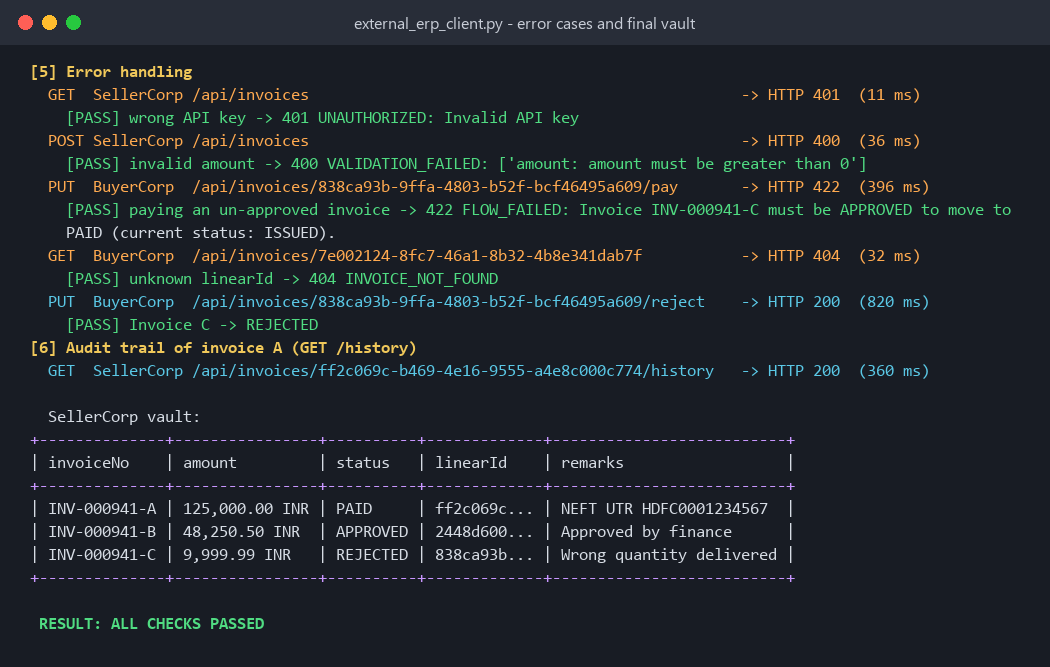 external_erp_client.py - error cases and final vault
[5] Error handling
GET  SellerCorp /api/invoices                                                -> HTTP 401  (11 ms)
[PASS] wrong API key -> 401 UNAUTHORIZED: Invalid API key
POST SellerCorp /api/invoices                                                -> HTTP 400  (36 ms)
[PASS] invalid amount -> 400 VALIDATION_FAILED: ['amount: amount must be greater than 0']
PUT  BuyerCorp  /api/invoices/838ca93b-9ffa-4803-b52f-bcf46495a609/pay       -> HTTP 422  (396 ms)
[PASS] paying an un-approved invoice -> 422 FLOW_FAILED: Invoice INV-000941-C must be APPROVED to move to
PAID (current status: ISSUED).
GET  BuyerCorp  /api/invoices/7e002124-8fc7-46a1-8b32-4b8e341dab7f           -> HTTP 404  (32 ms)
[PASS] unknown linearId -> 404 INVOICE_NOT_FOUND
PUT  BuyerCorp  /api/invoices/838ca93b-9ffa-4803-b52f-bcf46495a609/reject    -> HTTP 200  (820 ms)
[PASS] Invoice C -> REJECTED
[6] Audit trail of invoice A (GET /history)
GET  SellerCorp /api/invoices/ff2c069c-b469-4e16-9555-a4e8c000c774/history   -> HTTP 200  (360 ms)
SellerCorp vault:
+--------------+----------------+----------+-------------+--------------------------+
| invoiceNo    | amount         | status   | linearId    | remarks                  |
+--------------+----------------+----------+-------------+--------------------------+
| INV-000941-A | 125,000.00 INR | PAID     | ff2c069c... | NEFT UTR HDFC0001234567  |
| INV-000941-B | 48,250.50 INR  | APPROVED | 2448d600... | Approved by finance      |
| INV-000941-C | 9,999.99 INR   | REJECTED | 838ca93b... | Wrong quantity delivered |
+--------------+----------------+----------+-------------+--------------------------+
RESULT: ALL CHECKS PASSED